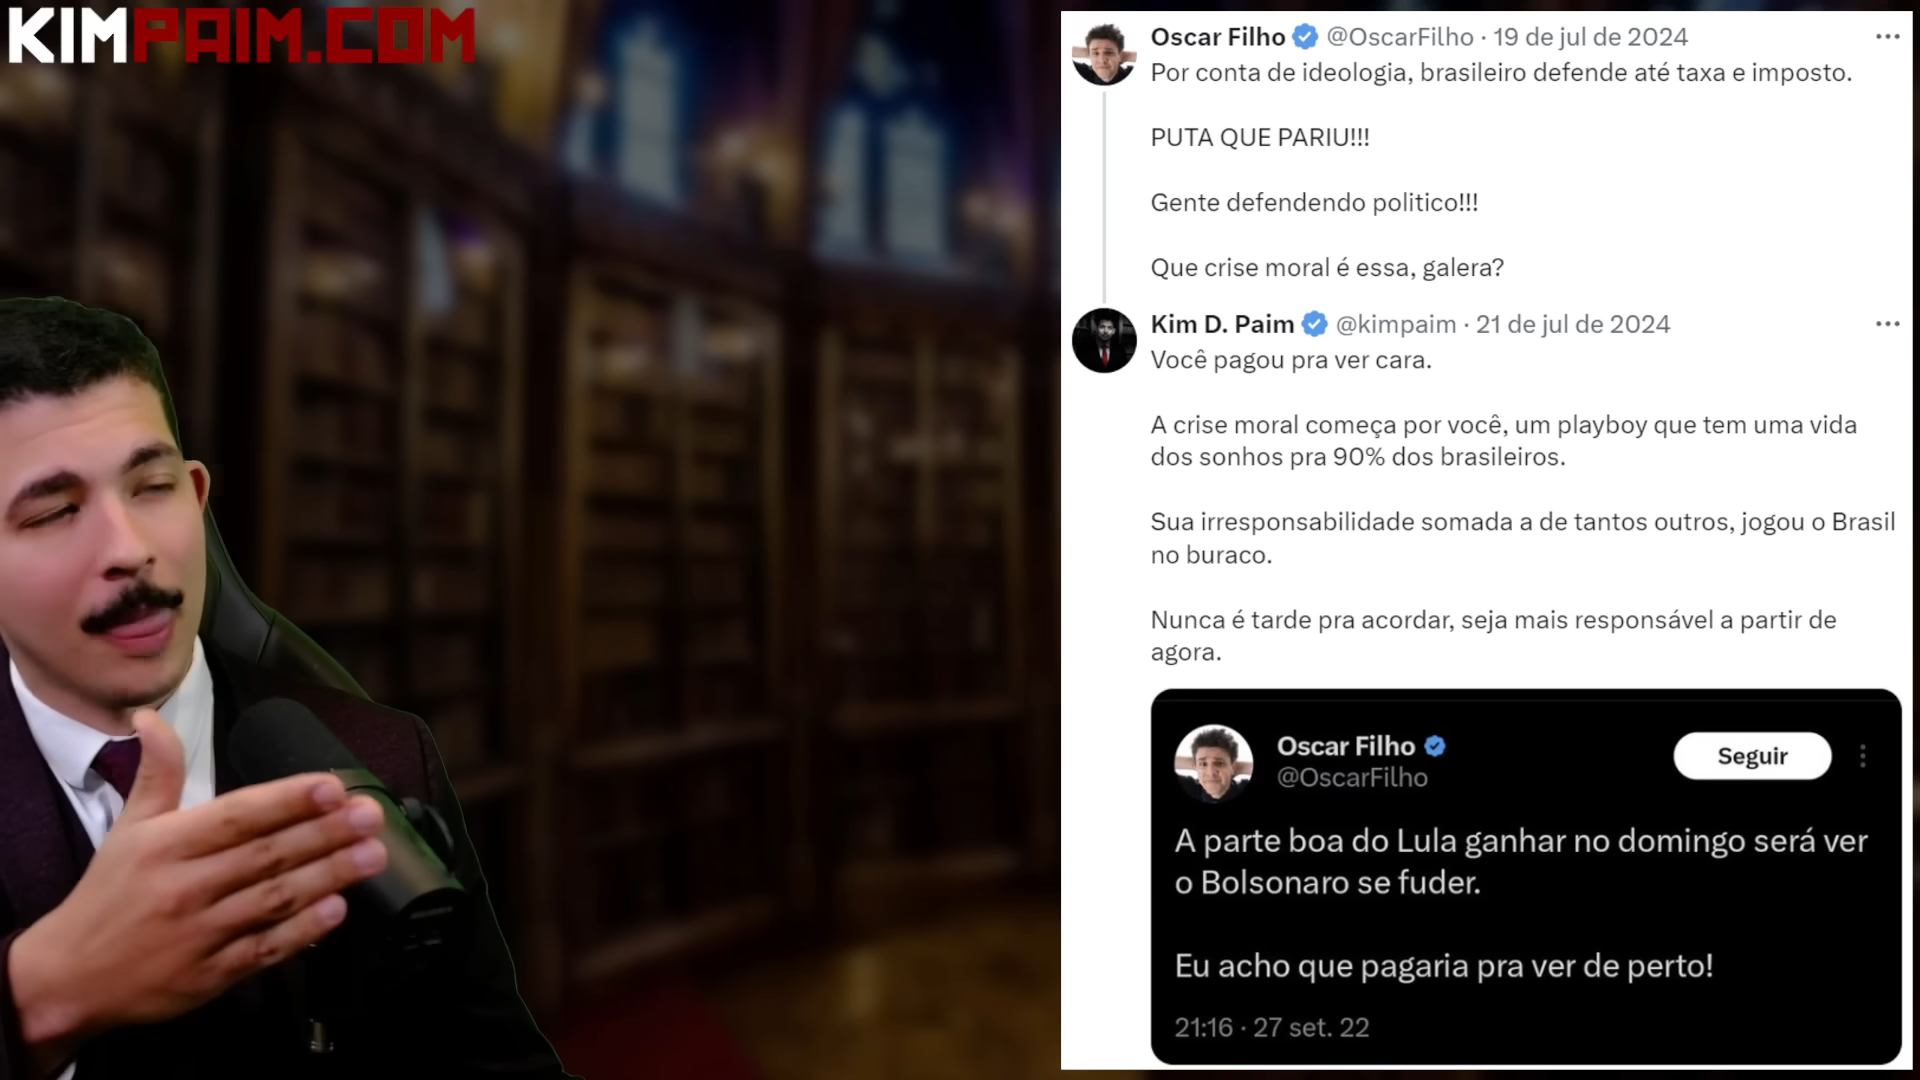 KIMPAIM.COM
Oscar Filho @OscarFilho · 19 de jul de 2024
Por conta de ideologia, brasileiro defende até taxa e imposto.
PUTA QUE PARIU!!!
Gente defendendo politico!!!
Que crise moral é essa, galera?
Kim D. Paim @kimpaim · 21 de jul de 2024
Você pagou pra ver cara.
A crise moral começa por você, um playboy que tem uma vida
dos sonhos pra 90% dos brasileiros.
Sua irresponsabilidade somada a de tantos outros, jogou o Brasil
no buraco.
Nunca é tarde pra acordar, seja mais responsável a partir de
agora.
Oscar Filho
@OscarFilho
Seguir
A parte boa do Lula ganhar no domingo será ver
o Bolsonaro se fuder.
Eu acho que pagaria pra ver de perto!
21:16 · 27 set. 22